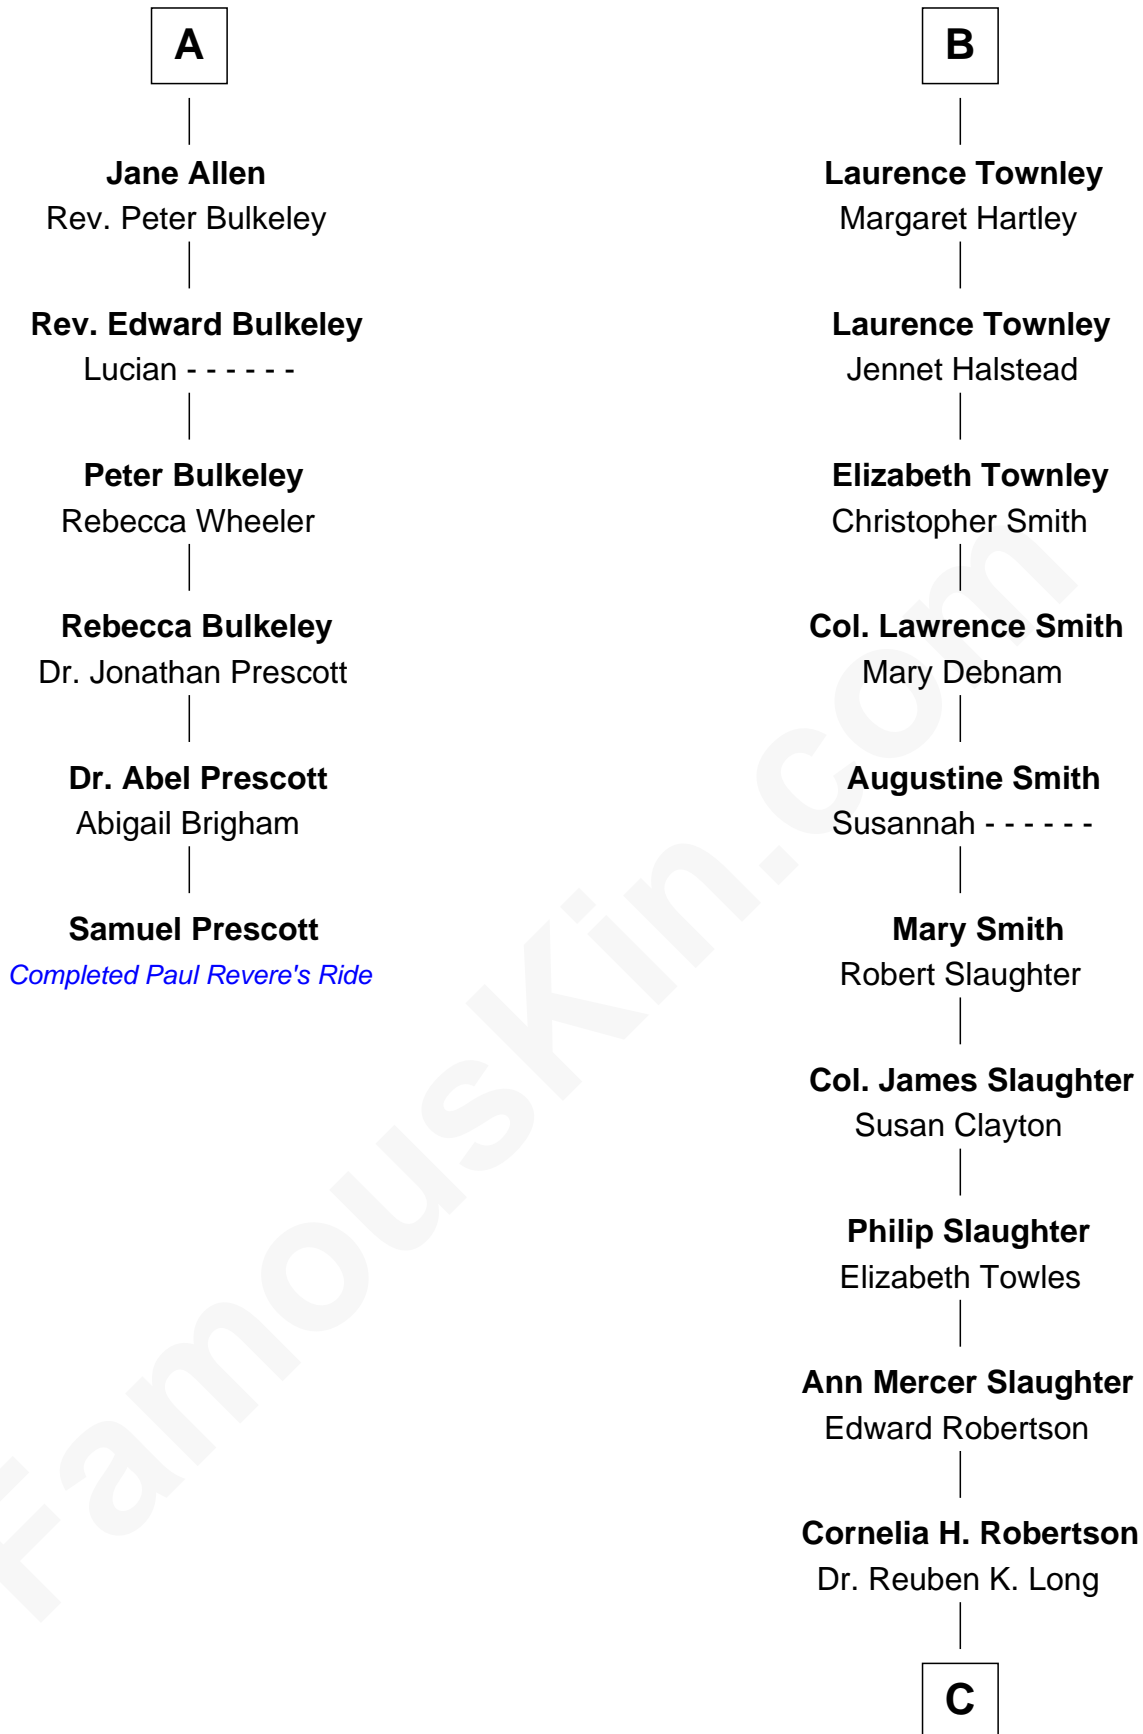 A
Jane Allen
Rev. Peter Bulkeley
Rev. Edward Bulkeley
Lucian - - - - - -
Peter Bulkeley
Rebecca Wheeler
Rebecca Bulkeley
Dr. Jonathan Prescott
Dr. Abel Prescott
Abigail Brigham
Samuel Prescott
Completed Paul Revere's Ride
B
Laurence Townley
Margaret Hartley
Laurence Townley
Jennet Halstead
Elizabeth Townley
Christopher Smith
Col. Lawrence Smith
Mary Debnam
Augustine Smith
Susannah - - - - - -
Mary Smith
Robert Slaughter
Col. James Slaughter
Susan Clayton
Philip Slaughter
Elizabeth Towles
Ann Mercer Slaughter
Edward Robertson
Cornelia H. Robertson
Dr. Reuben K. Long
C
FamousKin.com